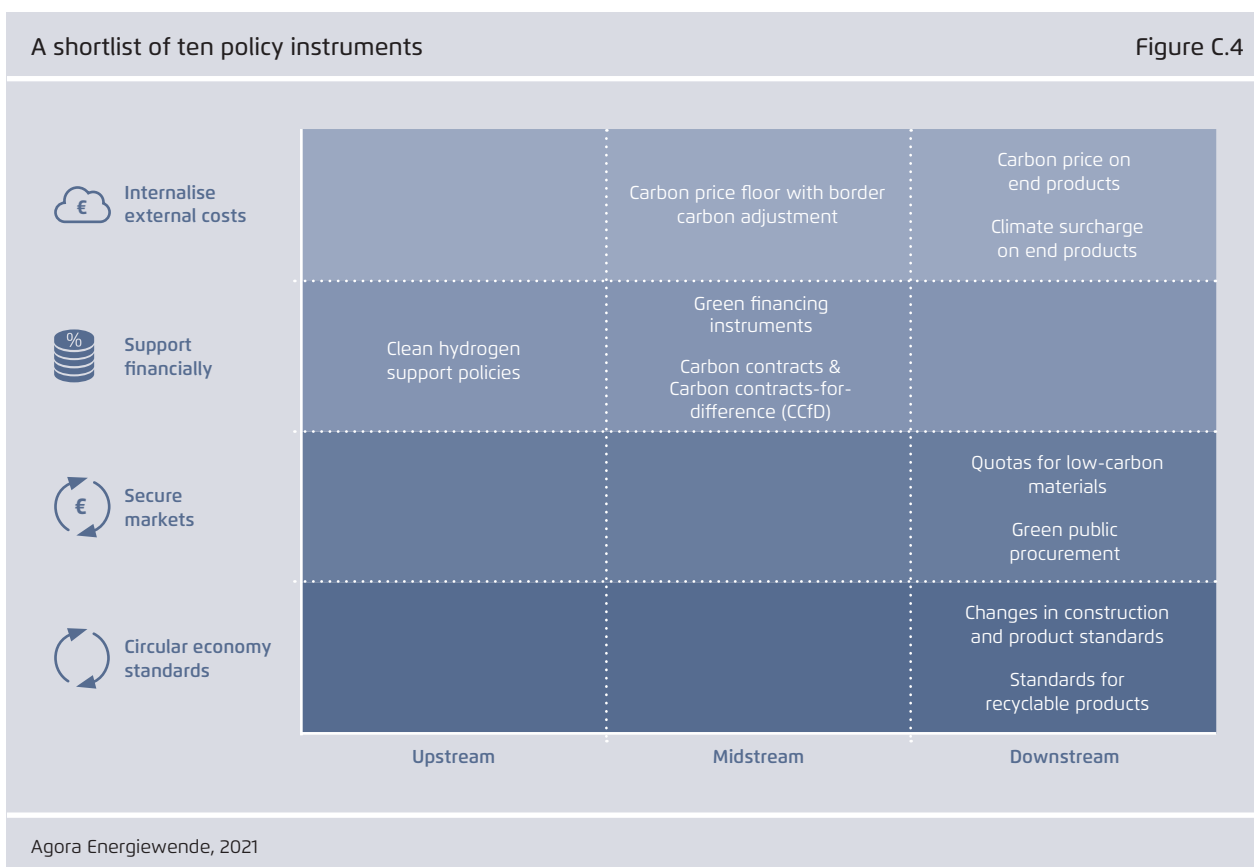 A shortlist of ten policy instruments
Figure C.4
€
Internalise
external costs
Carbon price floor with border
carbon adjustment
Carbon price on
end products
Climate surcharge
on end products
%
Support
financially
Clean hydrogen
support policies
Green financing
instruments
Carbon contracts &
Carbon contracts-for-
difference (CCfD)
€
Secure
markets
Quotas for low-carbon
materials
Green public
procurement
Circular economy
standards
Changes in construction
and product standards
Standards for
recyclable products
Upstream
Midstream
Downstream
Agora Energiewende, 2021